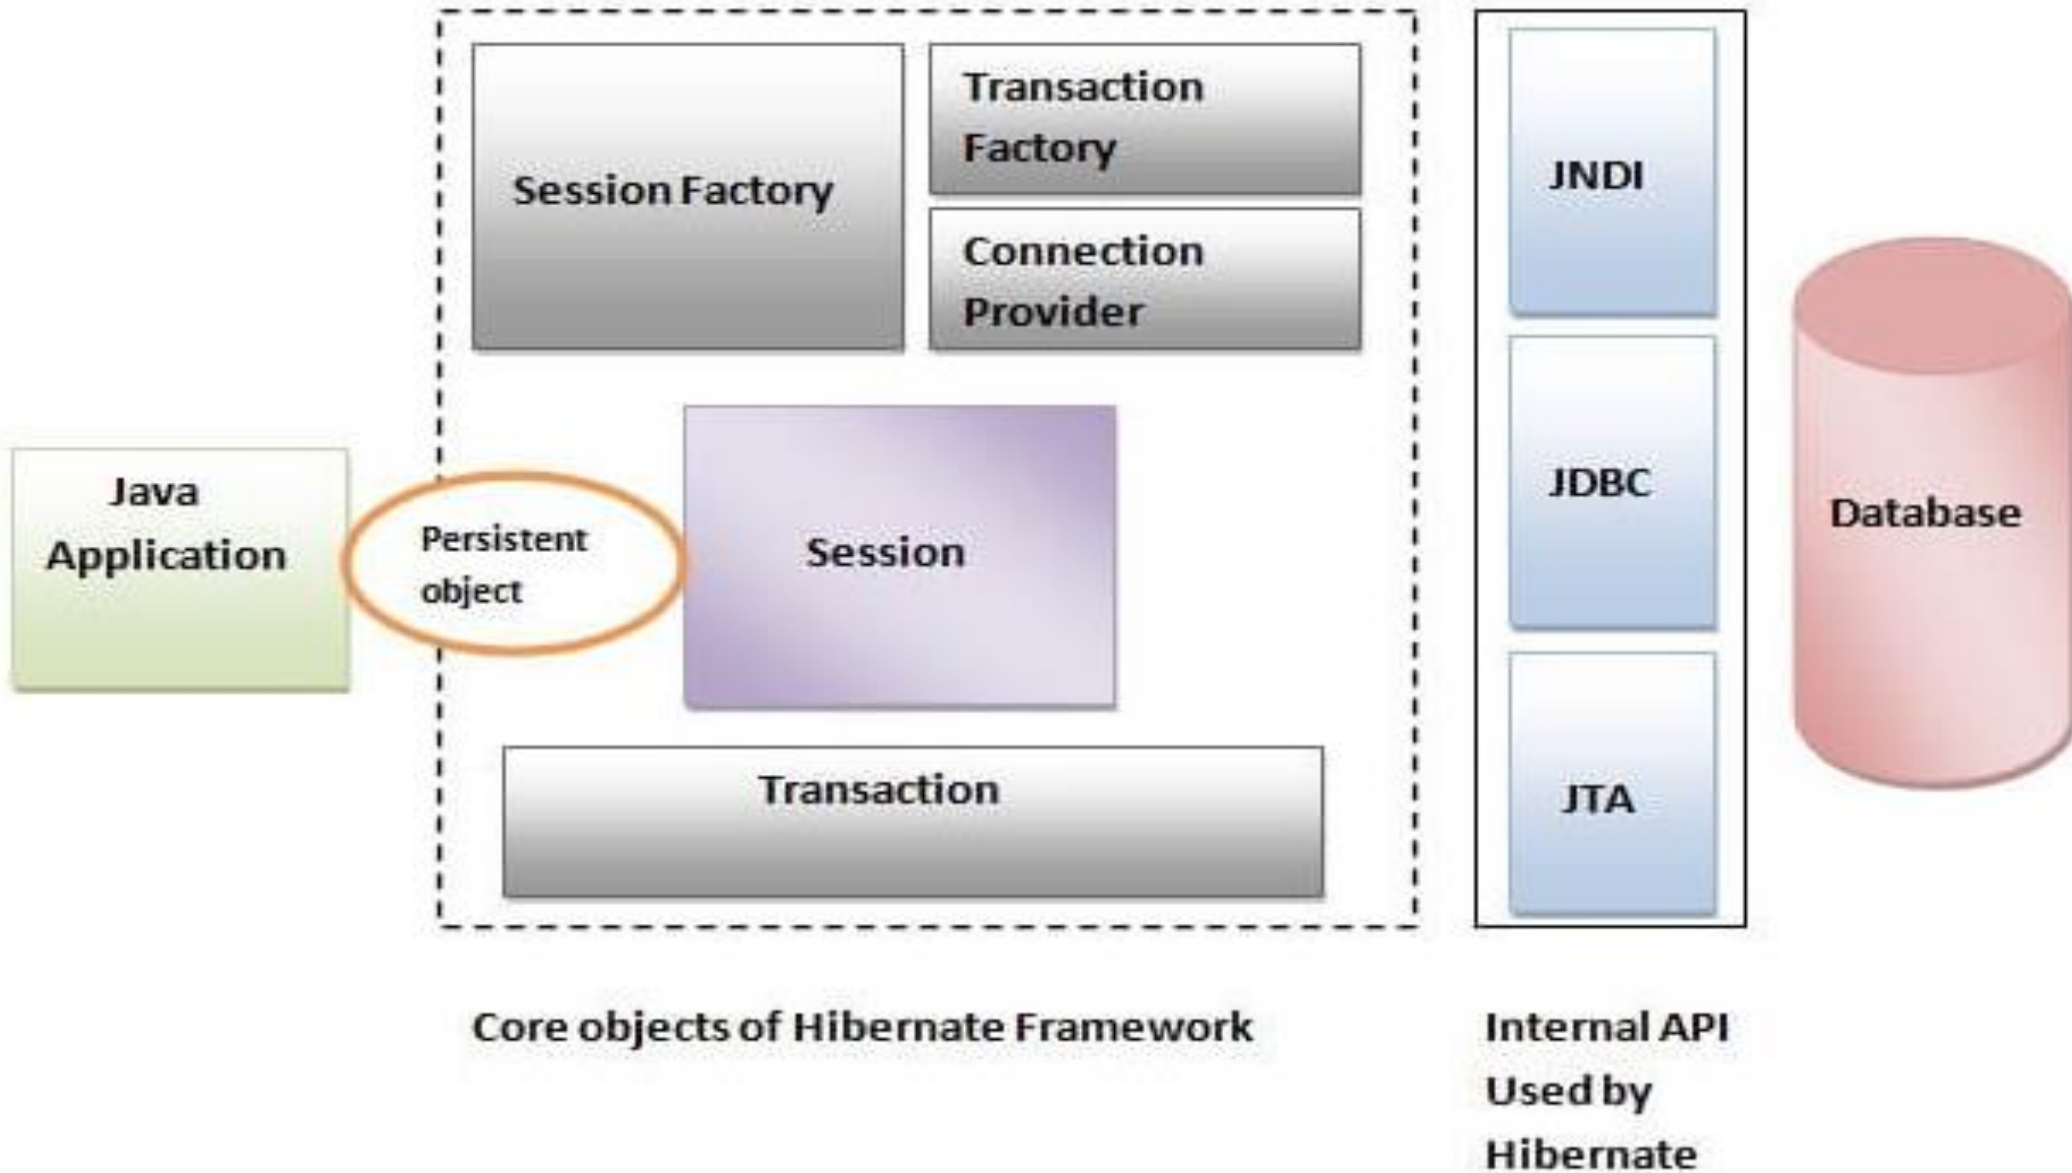 Session Factory
Transaction
Factory
Connection
Provider
JNDI
Java
Application
Persistent
object
Session
JDBC
Database
Transaction
JTA
Core objects of Hibernate Framework
Internal API
Used by
Hibernate